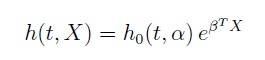 h(t, X) = h₀(t, α) e^{β^T X}